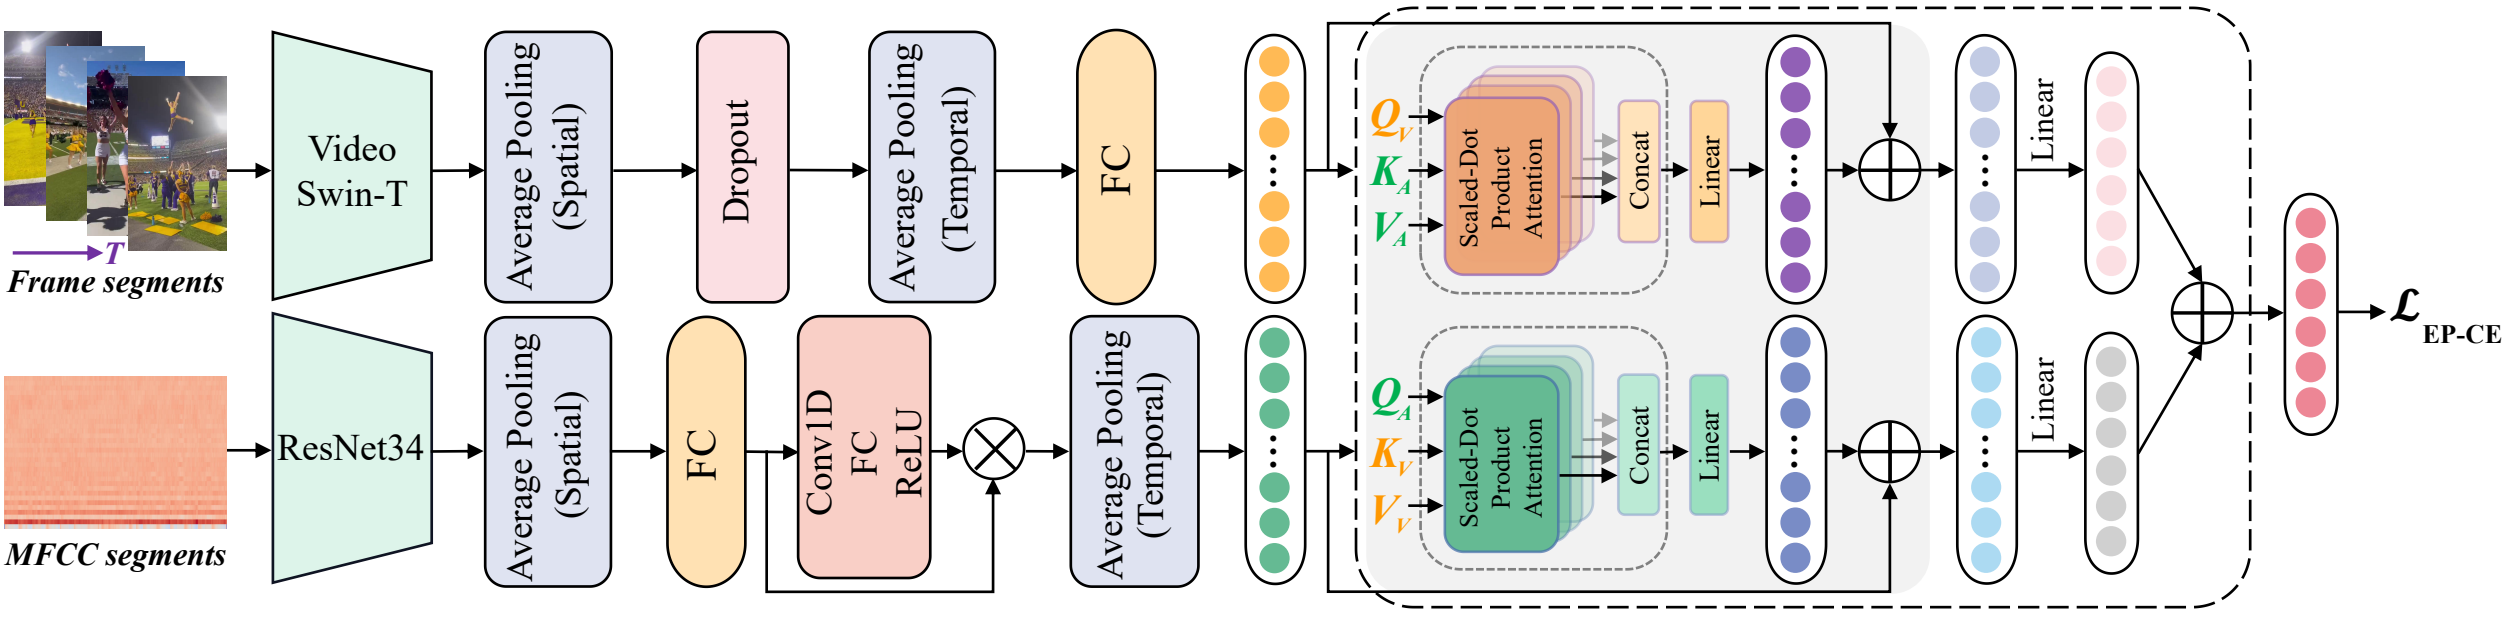 T
Frame segments
Video
Swin-T
Average Pooling
(Spatial)
Dropout
Average Pooling
(Temporal)
FC
Q_V
K_A
V_A
Scaled-Dot
Product
Attention
Concat
Linear
Linear
MFCC segments
ResNet34
Average Pooling
(Spatial)
FC
Conv1D
FC
ReLU
Average Pooling
(Temporal)
Q_A
K_V
V_V
Scaled-Dot
Product
Attention
Concat
Linear
Linear
ℒ_EP-CE